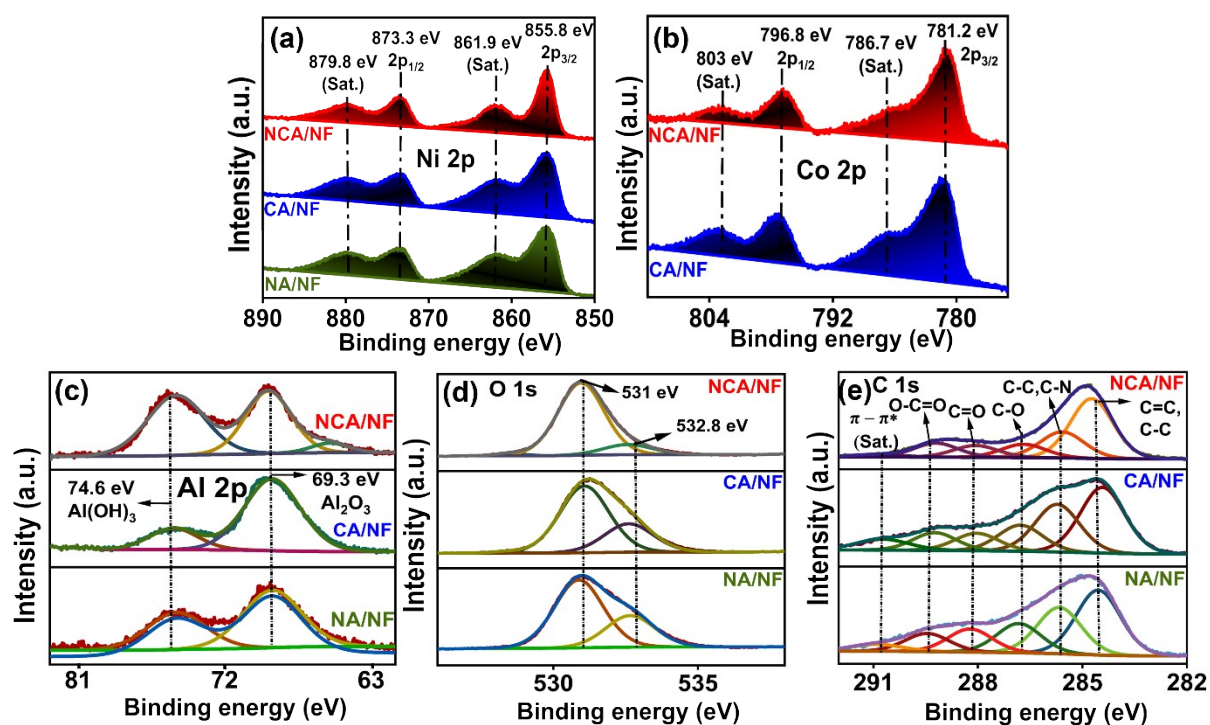 (a)
879.8 eV
(Sat.)
873.3 eV
2p1/2
861.9 eV
(Sat.)
855.8 eV
2p3/2
NCA/NF
Ni 2p
CA/NF
NA/NF
Intensity (a.u.)
890 880 870 860 850
Binding energy (eV)
(b)
803 eV
(Sat.)
796.8 eV
2p1/2
786.7 eV
(Sat.)
781.2 eV
2p3/2
NCA/NF
Co 2p
CA/NF
Intensity (a.u.)
804 792 780
Binding energy (eV)
(c)
NCA/NF
74.6 eV
Al(OH)3
Al 2p
69.3 eV
Al2O3
CA/NF
NA/NF
Intensity (a.u.)
81 72 63
Binding energy (eV)
(d)
O 1s
NCA/NF
531 eV
532.8 eV
CA/NF
NA/NF
Intensity (a.u.)
530 535
Binding energy (eV)
(e)
C 1s
NCA/NF
π−π*
(Sat.)
O-C=O
C=O
C-O
C-C,C-N
C=C,
C-C
CA/NF
NA/NF
Intensity (a.u.)
291 288 285 282
Binding energy (eV)